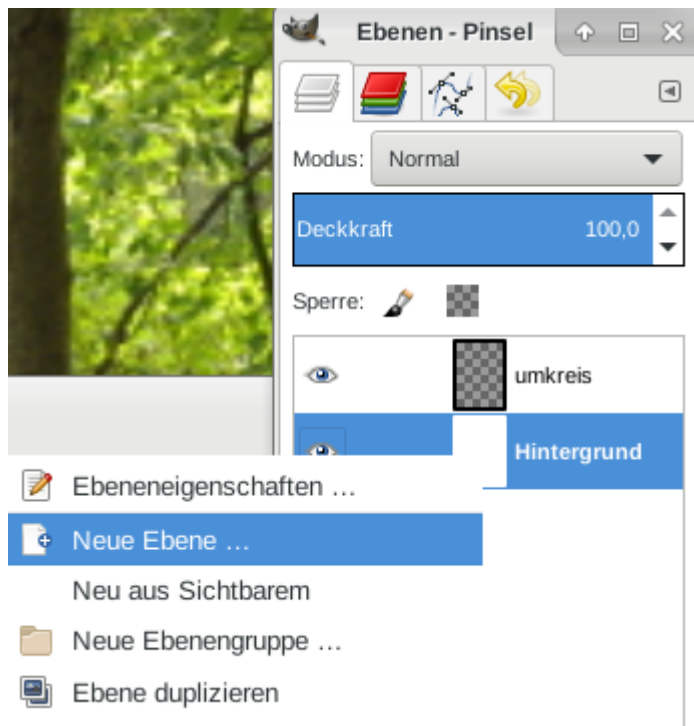 Ebenen - Pinsel
Modus: Normal
Deckkraft 100,0
Sperre:
umkreis
Hintergrund
Ebeneneigenschaften ...
Neue Ebene ...
Neu aus Sichtbarem
Neue Ebenengruppe ...
Ebene duplizieren